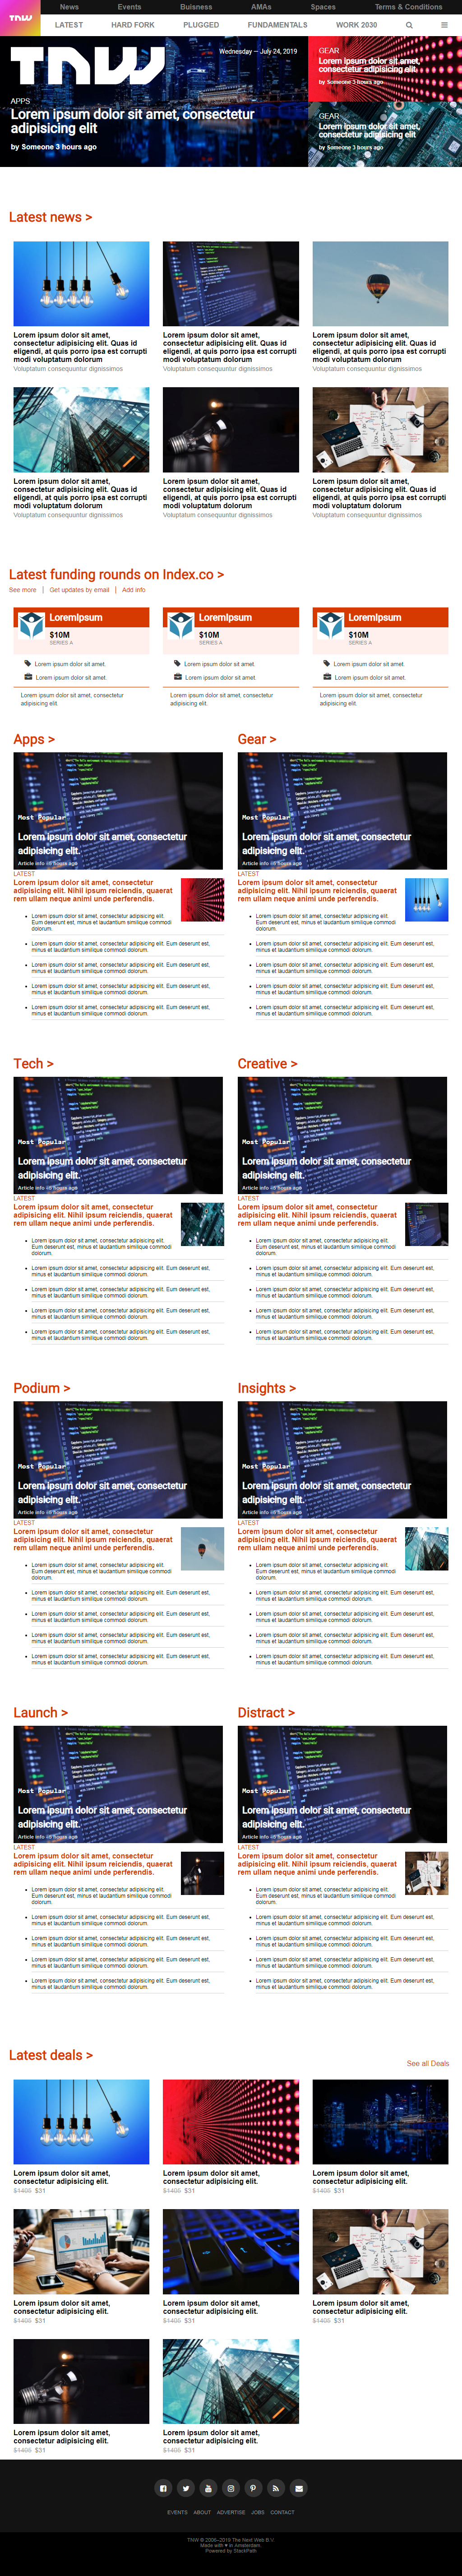 TNW
News Events Buisness AMAs Spaces Terms & Conditions
LATEST HARD FORK PLUGGED FUNDAMENTALS WORK 2030
TNW
Wednesday — July 24, 2019
APPS
Lorem ipsum dolor sit amet, consectetur
adipisicing elit
by Someone 3 hours ago
GEAR
Lorem ipsum dolor sit amet,
consectetur adipisicing elit
by Someone 3 hours ago
GEAR
Lorem ipsum dolor sit amet,
consectetur adipisicing elit
by Someone 3 hours ago
Latest news >
Lorem ipsum dolor sit amet,
consectetur adipisicing elit. Quas id
eligendi, at quis porro ipsa est corrupti
modi voluptatum dolorum
Voluptatum consequuntur dignissimos
Lorem ipsum dolor sit amet,
consectetur adipisicing elit. Quas id
eligendi, at quis porro ipsa est corrupti
modi voluptatum dolorum
Voluptatum consequuntur dignissimos
Lorem ipsum dolor sit amet,
consectetur adipisicing elit. Quas id
eligendi, at quis porro ipsa est corrupti
modi voluptatum dolorum
Voluptatum consequuntur dignissimos
Lorem ipsum dolor sit amet,
consectetur adipisicing elit. Quas id
eligendi, at quis porro ipsa est corrupti
modi voluptatum dolorum
Voluptatum consequuntur dignissimos
Lorem ipsum dolor sit amet,
consectetur adipisicing elit. Quas id
eligendi, at quis porro ipsa est corrupti
modi voluptatum dolorum
Voluptatum consequuntur dignissimos
Lorem ipsum dolor sit amet,
consectetur adipisicing elit. Quas id
eligendi, at quis porro ipsa est corrupti
modi voluptatum dolorum
Voluptatum consequuntur dignissimos
Latest funding rounds on Index.co >
See more | Get updates by email | Add info
LoremIpsum
$10M
SERIES A
Lorem ipsum dolor sit amet.
Lorem ipsum dolor sit amet.
Lorem ipsum dolor sit amet, consectetur
adipisicing elit.
LoremIpsum
$10M
SERIES A
Lorem ipsum dolor sit amet.
Lorem ipsum dolor sit amet.
Lorem ipsum dolor sit amet, consectetur
adipisicing elit.
LoremIpsum
$10M
SERIES A
Lorem ipsum dolor sit amet.
Lorem ipsum dolor sit amet.
Lorem ipsum dolor sit amet, consectetur
adipisicing elit.
Apps >
Most Popular
Lorem ipsum dolor sit amet, consectetur
adipisicing elit.
Article info •8 hours ago
LATEST
Lorem ipsum dolor sit amet, consectetur
adipisicing elit. Nihil ipsum reiciendis, quaerat
rem ullam neque animi unde perferendis.
Lorem ipsum dolor sit amet, consectetur adipisicing elit.
Eum deserunt est, minus et laudantium similique commodi
dolorum.
Lorem ipsum dolor sit amet, consectetur adipisicing elit. Eum deserunt est,
minus et laudantium similique commodi dolorum.
Lorem ipsum dolor sit amet, consectetur adipisicing elit. Eum deserunt est,
minus et laudantium similique commodi dolorum.
Lorem ipsum dolor sit amet, consectetur adipisicing elit. Eum deserunt est,
minus et laudantium similique commodi dolorum.
Lorem ipsum dolor sit amet, consectetur adipisicing elit. Eum deserunt est,
minus et laudantium similique commodi dolorum.
Gear >
Most Popular
Lorem ipsum dolor sit amet, consectetur
adipisicing elit.
Article info •8 hours ago
LATEST
Lorem ipsum dolor sit amet, consectetur
adipisicing elit. Nihil ipsum reiciendis, quaerat
rem ullam neque animi unde perferendis.
Lorem ipsum dolor sit amet, consectetur adipisicing elit.
Eum deserunt est, minus et laudantium similique commodi
dolorum.
Lorem ipsum dolor sit amet, consectetur adipisicing elit. Eum deserunt est,
minus et laudantium similique commodi dolorum.
Lorem ipsum dolor sit amet, consectetur adipisicing elit. Eum deserunt est,
minus et laudantium similique commodi dolorum.
Lorem ipsum dolor sit amet, consectetur adipisicing elit. Eum deserunt est,
minus et laudantium similique commodi dolorum.
Lorem ipsum dolor sit amet, consectetur adipisicing elit. Eum deserunt est,
minus et laudantium similique commodi dolorum.
Tech >
Most Popular
Lorem ipsum dolor sit amet, consectetur
adipisicing elit.
Article info •8 hours ago
LATEST
Lorem ipsum dolor sit amet, consectetur
adipisicing elit. Nihil ipsum reiciendis, quaerat
rem ullam neque animi unde perferendis.
Lorem ipsum dolor sit amet, consectetur adipisicing elit.
Eum deserunt est, minus et laudantium similique commodi
dolorum.
Lorem ipsum dolor sit amet, consectetur adipisicing elit. Eum deserunt est,
minus et laudantium similique commodi dolorum.
Lorem ipsum dolor sit amet, consectetur adipisicing elit. Eum deserunt est,
minus et laudantium similique commodi dolorum.
Lorem ipsum dolor sit amet, consectetur adipisicing elit. Eum deserunt est,
minus et laudantium similique commodi dolorum.
Lorem ipsum dolor sit amet, consectetur adipisicing elit. Eum deserunt est,
minus et laudantium similique commodi dolorum.
Creative >
Most Popular
Lorem ipsum dolor sit amet, consectetur
adipisicing elit.
Article info •8 hours ago
LATEST
Lorem ipsum dolor sit amet, consectetur
adipisicing elit. Nihil ipsum reiciendis, quaerat
rem ullam neque animi unde perferendis.
Lorem ipsum dolor sit amet, consectetur adipisicing elit.
Eum deserunt est, minus et laudantium similique commodi
dolorum.
Lorem ipsum dolor sit amet, consectetur adipisicing elit. Eum deserunt est,
minus et laudantium similique commodi dolorum.
Lorem ipsum dolor sit amet, consectetur adipisicing elit. Eum deserunt est,
minus et laudantium similique commodi dolorum.
Lorem ipsum dolor sit amet, consectetur adipisicing elit. Eum deserunt est,
minus et laudantium similique commodi dolorum.
Lorem ipsum dolor sit amet, consectetur adipisicing elit. Eum deserunt est,
minus et laudantium similique commodi dolorum.
Podium >
Most Popular
Lorem ipsum dolor sit amet, consectetur
adipisicing elit.
Article info •8 hours ago
LATEST
Lorem ipsum dolor sit amet, consectetur
adipisicing elit. Nihil ipsum reiciendis, quaerat
rem ullam neque animi unde perferendis.
Lorem ipsum dolor sit amet, consectetur adipisicing elit.
Eum deserunt est, minus et laudantium similique commodi
dolorum.
Lorem ipsum dolor sit amet, consectetur adipisicing elit. Eum deserunt est,
minus et laudantium similique commodi dolorum.
Lorem ipsum dolor sit amet, consectetur adipisicing elit. Eum deserunt est,
minus et laudantium similique commodi dolorum.
Lorem ipsum dolor sit amet, consectetur adipisicing elit. Eum deserunt est,
minus et laudantium similique commodi dolorum.
Lorem ipsum dolor sit amet, consectetur adipisicing elit. Eum deserunt est,
minus et laudantium similique commodi dolorum.
Insights >
Most Popular
Lorem ipsum dolor sit amet, consectetur
adipisicing elit.
Article info •8 hours ago
LATEST
Lorem ipsum dolor sit amet, consectetur
adipisicing elit. Nihil ipsum reiciendis, quaerat
rem ullam neque animi unde perferendis.
Lorem ipsum dolor sit amet, consectetur adipisicing elit.
Eum deserunt est, minus et laudantium similique commodi
dolorum.
Lorem ipsum dolor sit amet, consectetur adipisicing elit. Eum deserunt est,
minus et laudantium similique commodi dolorum.
Lorem ipsum dolor sit amet, consectetur adipisicing elit. Eum deserunt est,
minus et laudantium similique commodi dolorum.
Lorem ipsum dolor sit amet, consectetur adipisicing elit. Eum deserunt est,
minus et laudantium similique commodi dolorum.
Lorem ipsum dolor sit amet, consectetur adipisicing elit. Eum deserunt est,
minus et laudantium similique commodi dolorum.
Launch >
Most Popular
Lorem ipsum dolor sit amet, consectetur
adipisicing elit.
Article info •8 hours ago
LATEST
Lorem ipsum dolor sit amet, consectetur
adipisicing elit. Nihil ipsum reiciendis, quaerat
rem ullam neque animi unde perferendis.
Lorem ipsum dolor sit amet, consectetur adipisicing elit.
Eum deserunt est, minus et laudantium similique commodi
dolorum.
Lorem ipsum dolor sit amet, consectetur adipisicing elit. Eum deserunt est,
minus et laudantium similique commodi dolorum.
Lorem ipsum dolor sit amet, consectetur adipisicing elit. Eum deserunt est,
minus et laudantium similique commodi dolorum.
Lorem ipsum dolor sit amet, consectetur adipisicing elit. Eum deserunt est,
minus et laudantium similique commodi dolorum.
Lorem ipsum dolor sit amet, consectetur adipisicing elit. Eum deserunt est,
minus et laudantium similique commodi dolorum.
Distract >
Most Popular
Lorem ipsum dolor sit amet, consectetur
adipisicing elit.
Article info •8 hours ago
LATEST
Lorem ipsum dolor sit amet, consectetur
adipisicing elit. Nihil ipsum reiciendis, quaerat
rem ullam neque animi unde perferendis.
Lorem ipsum dolor sit amet, consectetur adipisicing elit.
Eum deserunt est, minus et laudantium similique commodi
dolorum.
Lorem ipsum dolor sit amet, consectetur adipisicing elit. Eum deserunt est,
minus et laudantium similique commodi dolorum.
Lorem ipsum dolor sit amet, consectetur adipisicing elit. Eum deserunt est,
minus et laudantium similique commodi dolorum.
Lorem ipsum dolor sit amet, consectetur adipisicing elit. Eum deserunt est,
minus et laudantium similique commodi dolorum.
Lorem ipsum dolor sit amet, consectetur adipisicing elit. Eum deserunt est,
minus et laudantium similique commodi dolorum.
Latest deals >
See all Deals
Lorem ipsum dolor sit amet,
consectetur adipisicing elit.
$1405 $31
Lorem ipsum dolor sit amet,
consectetur adipisicing elit.
$1405 $31
Lorem ipsum dolor sit amet,
consectetur adipisicing elit.
$1405 $31
Lorem ipsum dolor sit amet,
consectetur adipisicing elit.
$1405 $31
Lorem ipsum dolor sit amet,
consectetur adipisicing elit.
$1405 $31
Lorem ipsum dolor sit amet,
consectetur adipisicing elit.
$1405 $31
Lorem ipsum dolor sit amet,
consectetur adipisicing elit.
$1405 $31
Lorem ipsum dolor sit amet,
consectetur adipisicing elit.
$1405 $31
EVENTS ABOUT ADVERTISE JOBS CONTACT
TNW © 2006–2019 The Next Web B.V
Made with ♥ in Amsterdam
Powered by StackPath